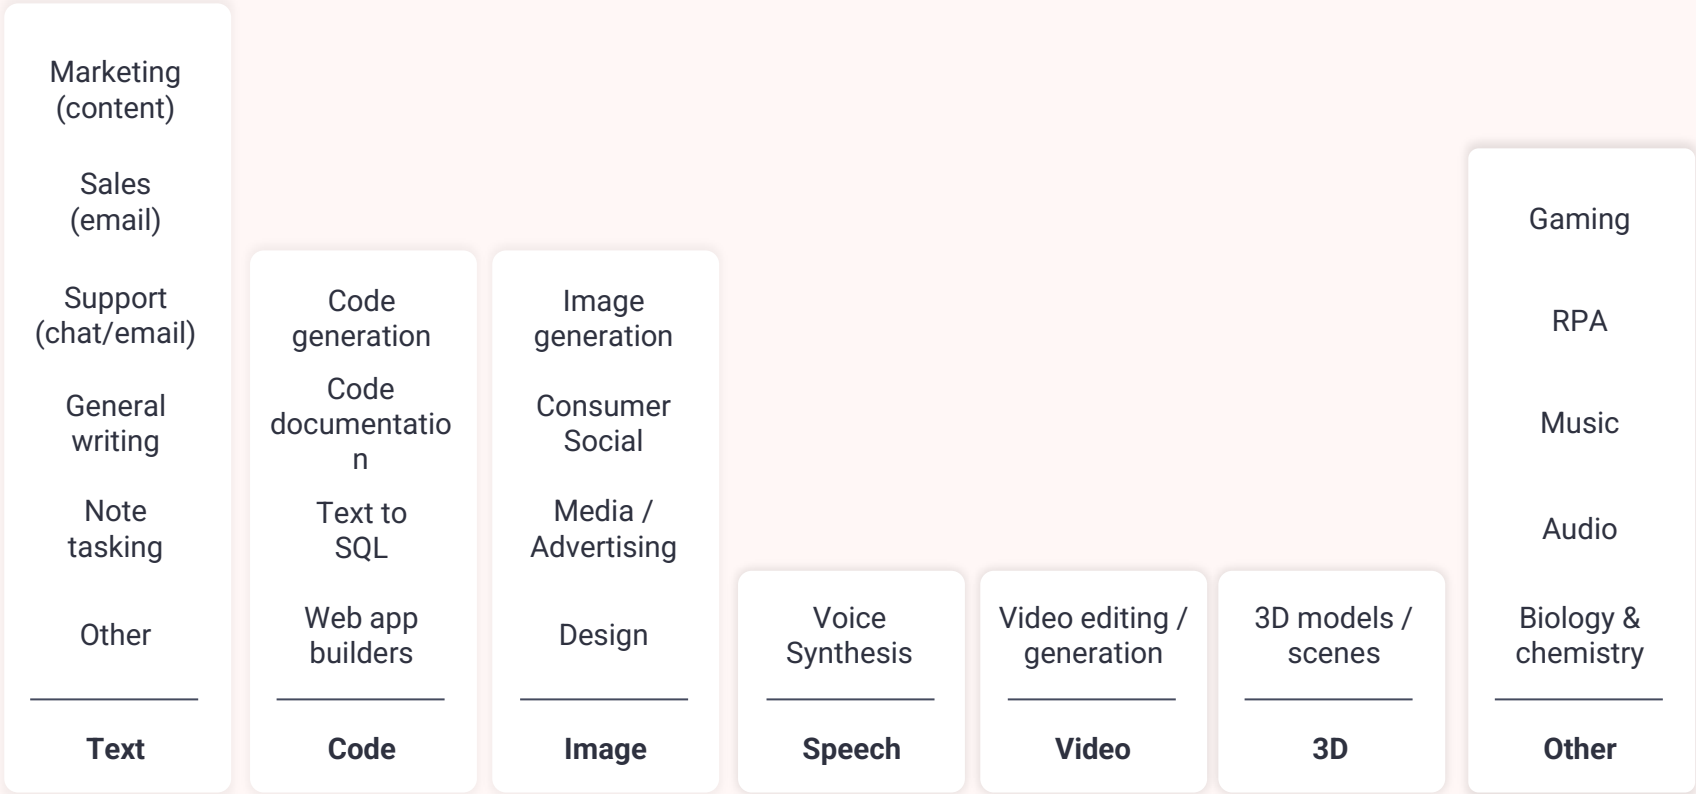 Marketing
(content)
Sales
(email)
Support
(chat/email)
General
writing
Note
tasking
Other
Text
Code
generation
Code
documentatio
n
Text to
SQL
Web app
builders
Code
Image
generation
Consumer
Social
Media /
Advertising
Design
Image
Voice
Synthesis
Speech
Video editing /
generation
Video
3D models /
scenes
3D
Gaming
RPA
Music
Audio
Biology &
chemistry
Other